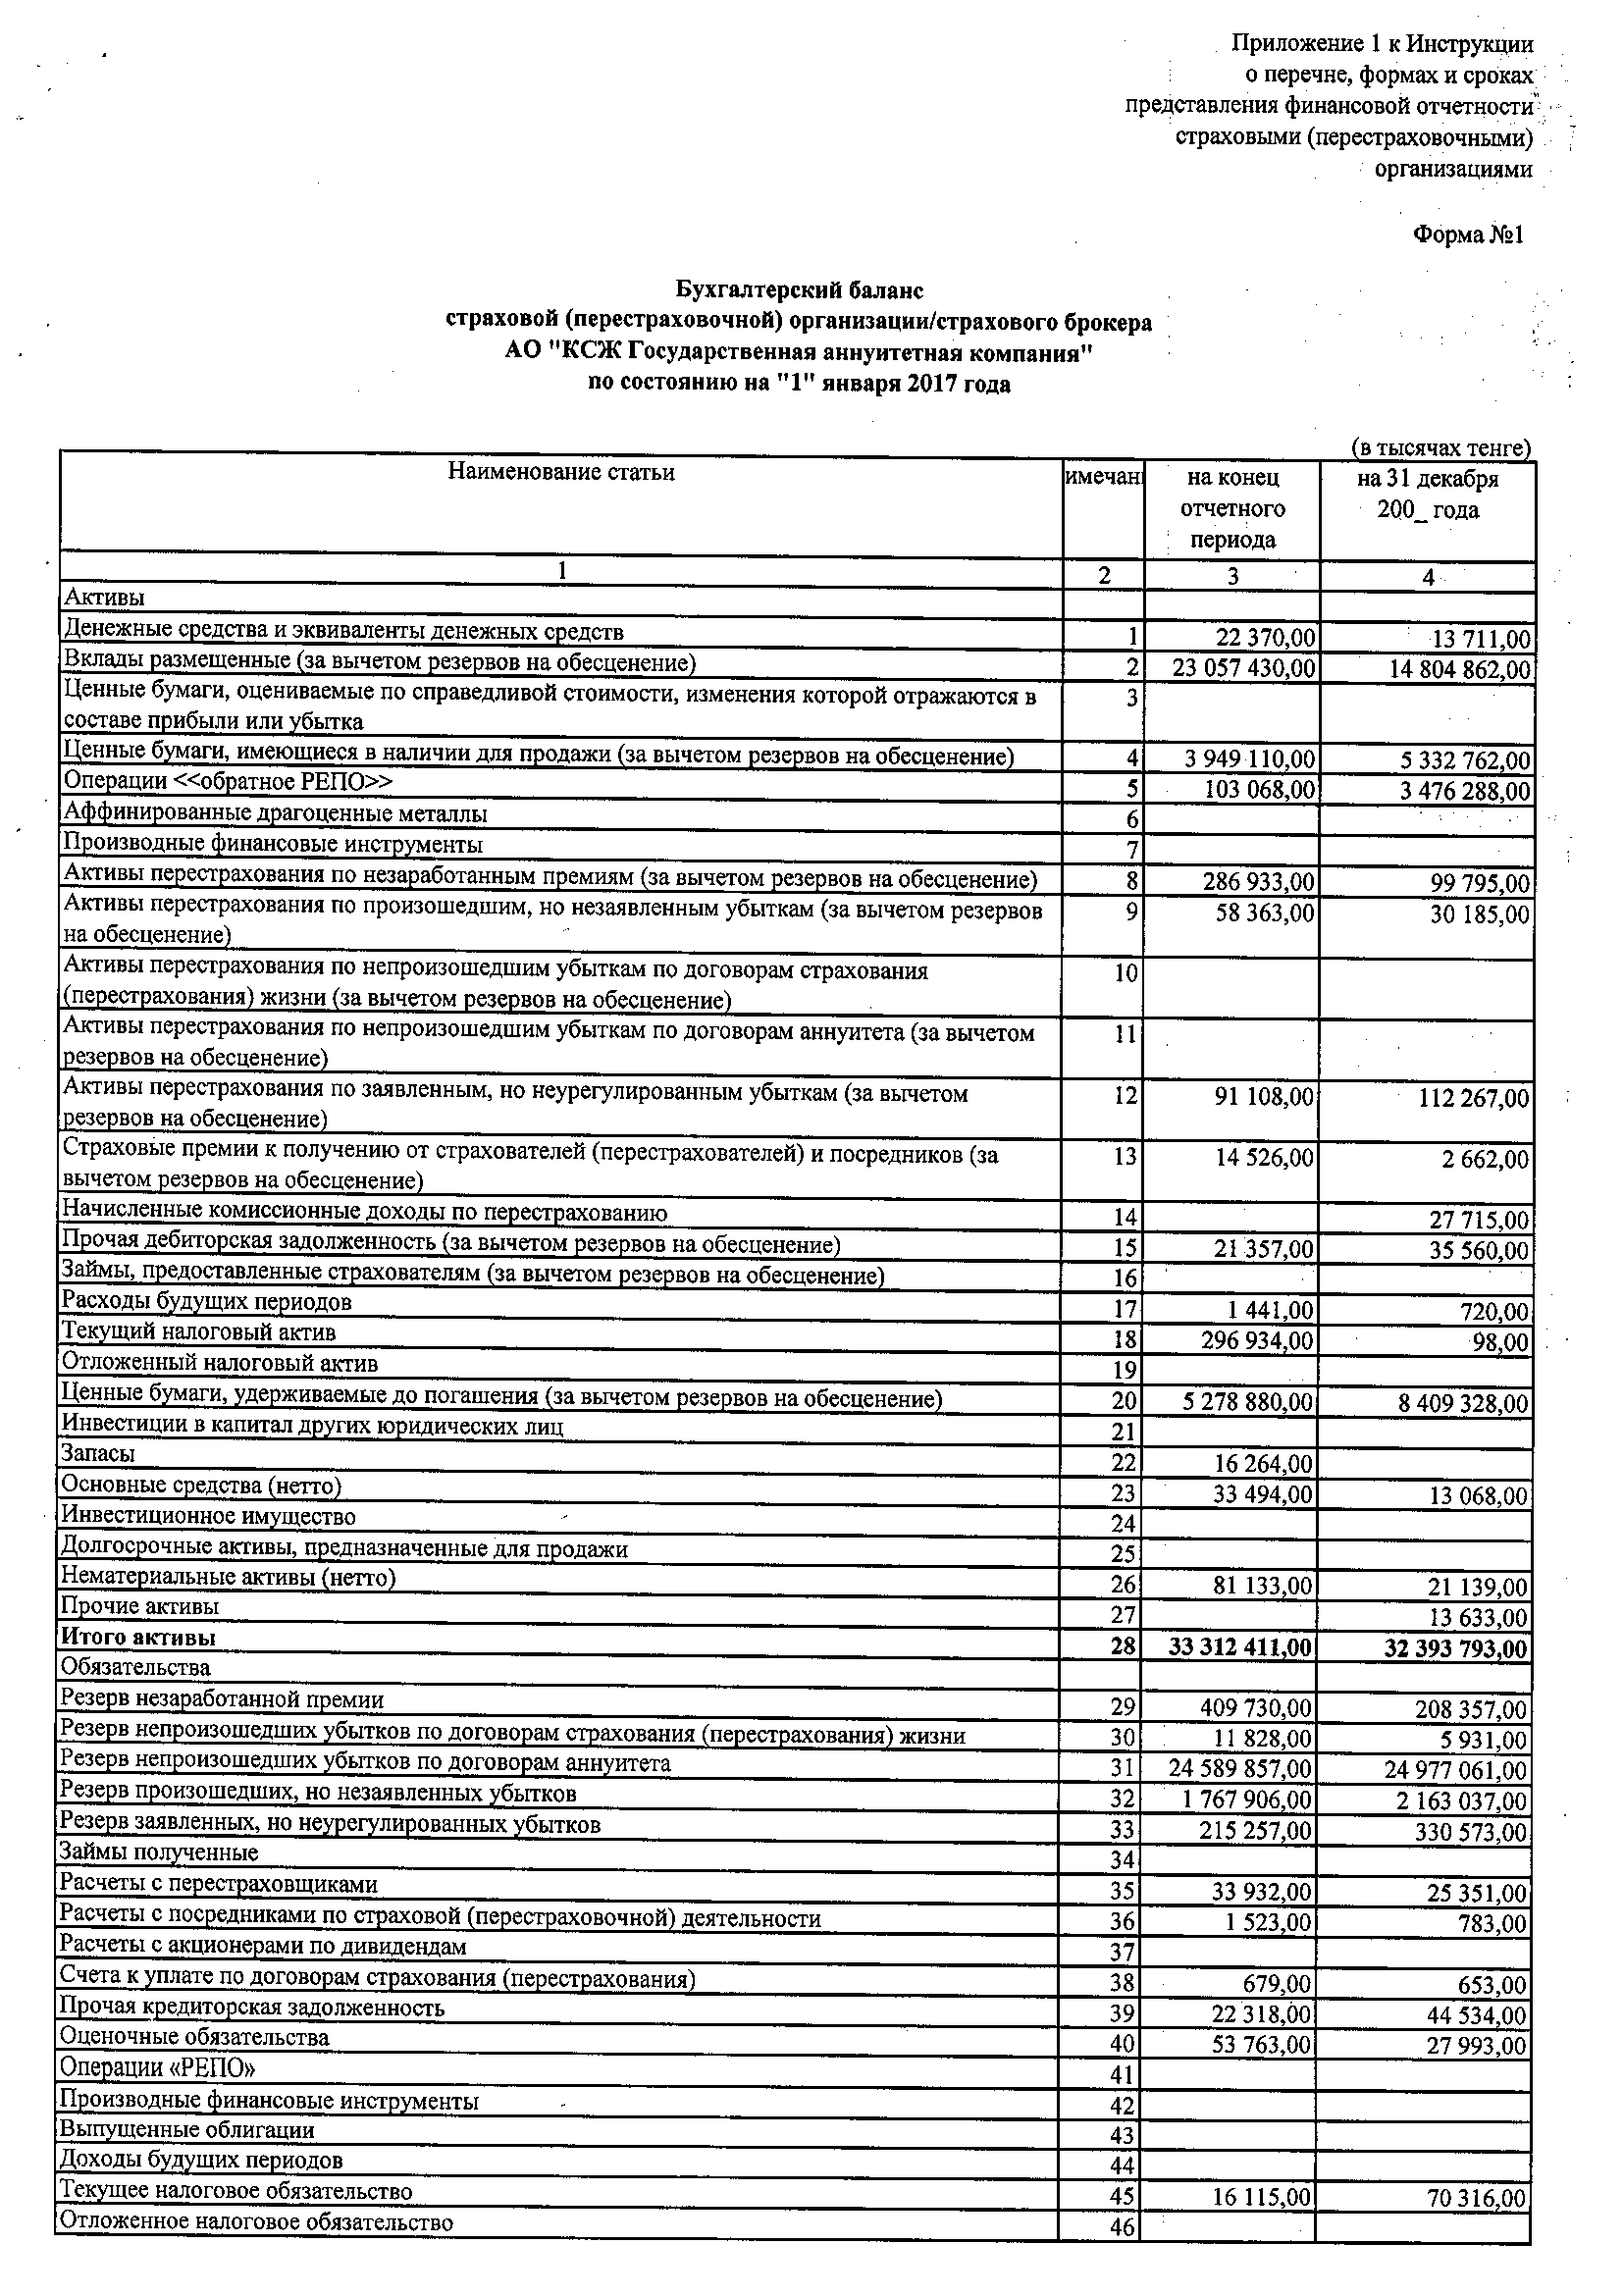 Приложение 1 к Инструкции
о перечне, формах и сроках
представления финансовой отчетности
страховыми (перестраховочными)
организациями
Форма №1
Бухгалтерский баланс
страховой (перестраховочной) организации/страхового брокера
АО "КСЖ Государственная аннуитетная компания"
по состоянию на "1" января 2017 года
(в тысячах тенге)
Наименование статьи имечан на конец отчетного периода на 31 декабря 200_ года
1 2 3 4
Активы
Денежные средства и эквиваленты денежных средств 1 22 370,00 13 711,00
Вклады размещенные (за вычетом резервов на обесценение) 2 23 057 430,00 14 804 862,00
Ценные бумаги, оцениваемые по справедливой стоимости, изменения которой отражаются в 3
составе прибыли или убытка
Ценные бумаги, имеющиеся в наличии для продажи (за вычетом резервов на обесценение) 4 3 949 110,00 5 332 762,00
Операции <<обратное РЕПО>> 5 103 068,00 3 476 288,00
Аффинированные драгоценные металлы 6
Производные финансовые инструменты 7
Активы перестрахования по незаработанным премиям (за вычетом резервов на обесценение) 8 286 933,00 99 795,00
Активы перестрахования по произошедшим, но незаявленным убыткам (за вычетом резервов 9 58 363,00 30 185,00
на обесценение)
Активы перестрахования по непроизошедшим убыткам по договорам страхования 10
(перестрахования) жизни (за вычетом резервов на обесценение)
Активы перестрахования по непроизошедшим убыткам по договорам аннуитета (за вычетом 11
резервов на обесценение)
Активы перестрахования по заявленным, но неурегулированным убыткам (за вычетом 12 91 108,00 112 267,00
резервов на обесценение)
Страховые премии к получению от страхователей (перестрахователей) и посредников (за 13 14 526,00 2 662,00
вычетом резервов на обесценение)
Начисленные комиссионные доходы по перестрахованию 14 27 715,00
Прочая дебиторская задолженность (за вычетом резервов на обесценение) 15 21 357,00 35 560,00
Займы, предоставленные страхователям (за вычетом резервов на обесценение) 16
Расходы будущих периодов 17 1 441,00 720,00
Текущий налоговый актив 18 296 934,00 98,00
Отложенный налоговый актив 19
Ценные бумаги, удерживаемые до погашения (за вычетом резервов на обесценение) 20 5 278 880,00 8 409 328,00
Инвестиции в капитал других юридических лиц 21
Запасы 22 16 264,00
Основные средства (нетто) 23 33 494,00 13 068,00
Инвестиционное имущество 24
Долгосрочные активы, предназначенные для продажи 25
Нематериальные активы (нетто) 26 81 133,00 21 139,00
Прочие активы 27 13 633,00
Итого активы 28 33 312 411,00 32 393 793,00
Обязательства
Резерв незаработанной премии 29 409 730,00 208 357,00
Резерв непроизошедших убытков по договорам страхования (перестрахования) жизни 30 11 828,00 5 931,00
Резерв непроизошедших убытков по договорам аннуитета 31 24 589 857,00 24 977 061,00
Резерв произошедших, но незаявленных убытков 32 1 767 906,00 2 163 037,00
Резерв заявленных, но неурегулированных убытков 33 215 257,00 330 573,00
Займы полученные 34
Расчеты с перестраховщиками 35 33 932,00 25 351,00
Расчеты с посредниками по страховой (перестраховочной) деятельности 36 1 523,00 783,00
Расчеты с акционерами по дивидендам 37
Счета к уплате по договорам страхования (перестрахования) 38 679,00 653,00
Прочая кредиторская задолженность 39 22 318,00 44 534,00
Оценочные обязательства 40 53 763,00 27 993,00
Операции «РЕПО» 41
Производные финансовые инструменты 42
Выпущенные облигации 43
Доходы будущих периодов 44
Текущее налоговое обязательство 45 16 115,00 70 316,00
Отложенное налоговое обязательство 46